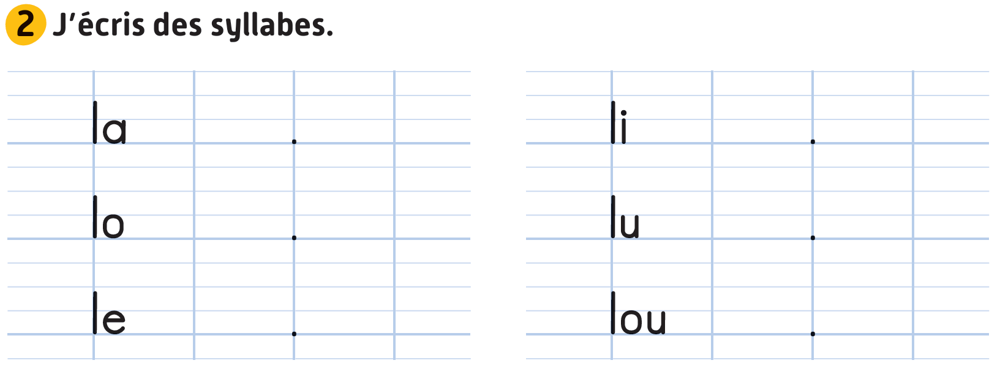 2 J'écris des syllabes.
la .
lo .
le .
li .
lu .
lou .